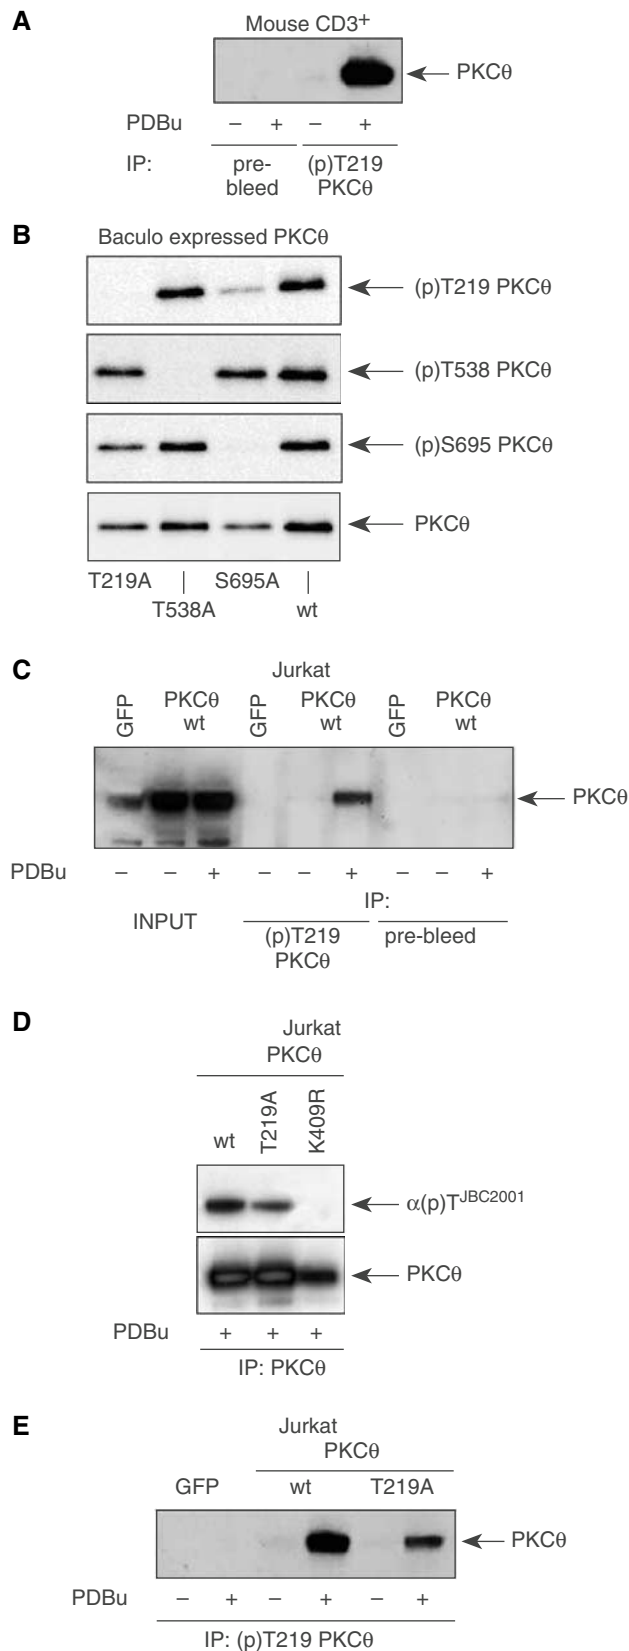 A
Mouse CD3+
PKCθ
PDBu − + − +
IP: pre- (p)T219
bleed PKCθ
B
Baculo expressed PKCθ
(p)T219 PKCθ
(p)T538 PKCθ
(p)S695 PKCθ
PKCθ
T219A S695A
T538A wt
C
Jurkat
GFP PKCθ wt GFP PKCθ wt GFP PKCθ wt
PKCθ
PDBu − − + − − + − − +
IP:
INPUT (p)T219 pre-bleed
PKCθ
D
Jurkat
PKCθ
wt T219A K409R
α(p)T^JBC2001
PKCθ
PDBu + + +
IP: PKCθ
E
Jurkat
PKCθ
GFP wt T219A
PKCθ
PDBu − + − + − +
IP: (p)T219 PKCθ